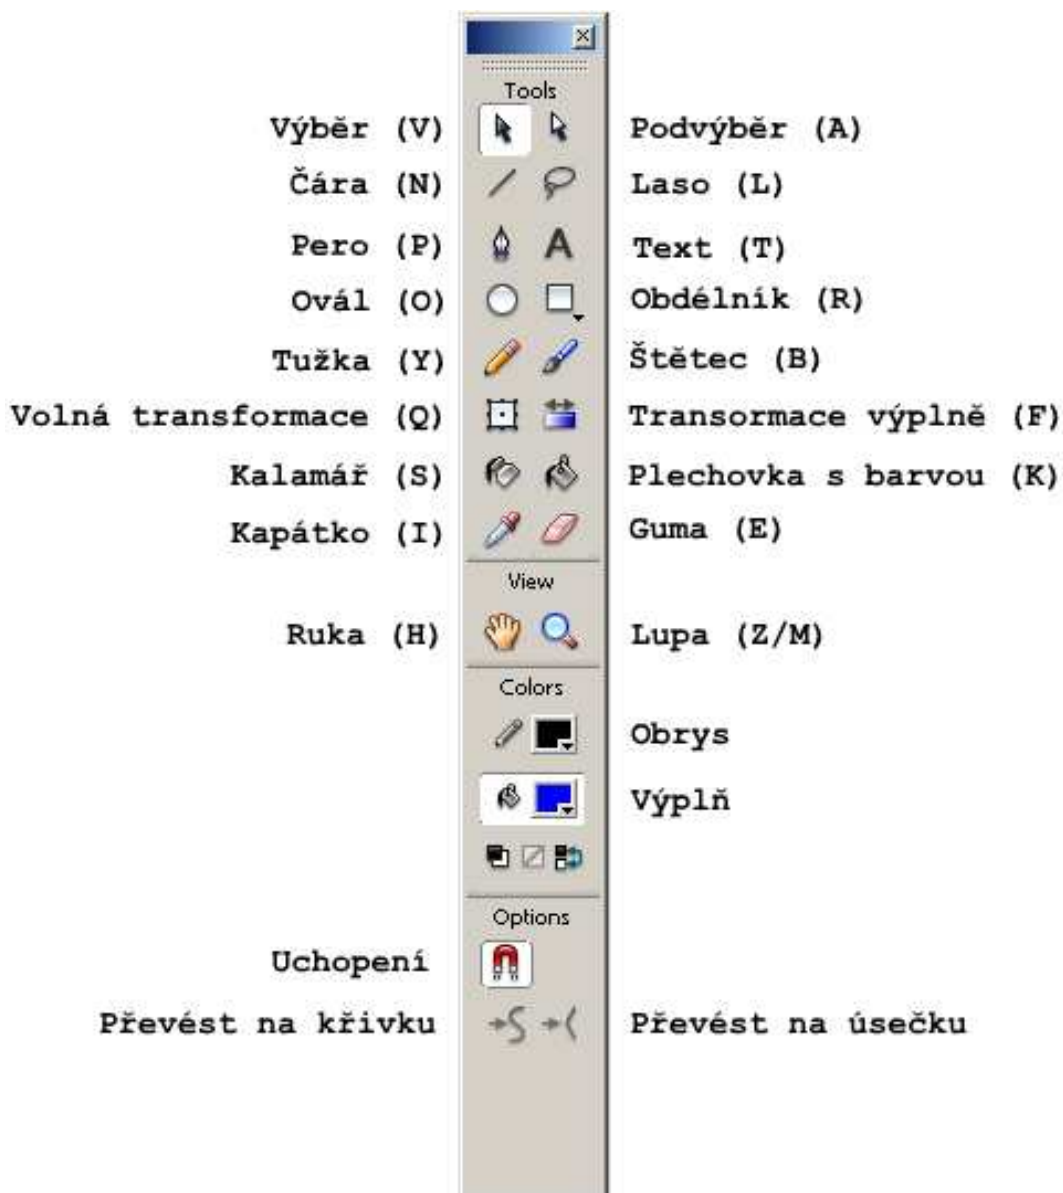 Tools
Výběr (V) Podvýběr (A)
Čára (N) Laso (L)
Pero (P) Text (T)
Ovál (O) Obdélník (R)
Tužka (Y) Štětec (B)
Volná transformace (Q) Transormace výplně (F)
Kalamář (S) Plechovka s barvou (K)
Kapátko (I) Guma (E)
View
Ruka (H) Lupa (Z/M)
Colors
Obrys
Výplň
Options
Uchopení
Převést na křivku Převést na úsečku